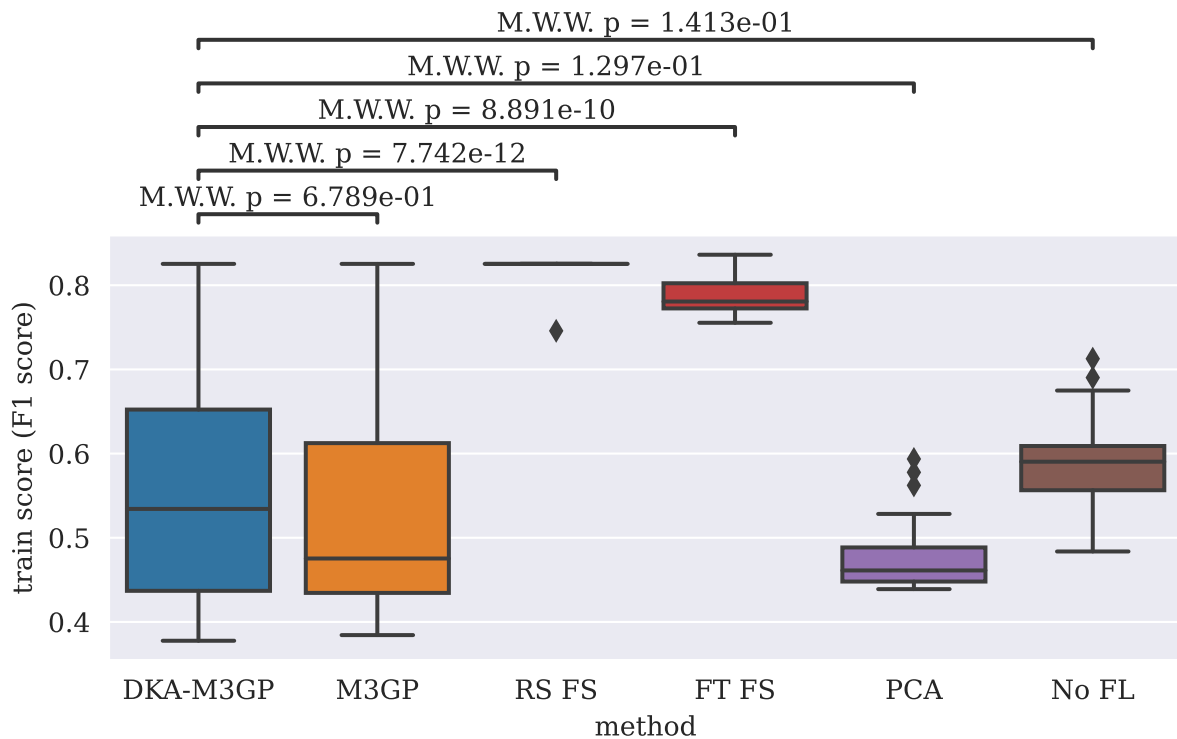 M.W.W. p = 1.413e-01
M.W.W. p = 1.297e-01
M.W.W. p = 8.891e-10
M.W.W. p = 7.742e-12
M.W.W. p = 6.789e-01
train score (F1 score)
0.8
0.7
0.6
0.5
0.4
DKA-M3GP M3GP RS FS FT FS PCA No FL
method